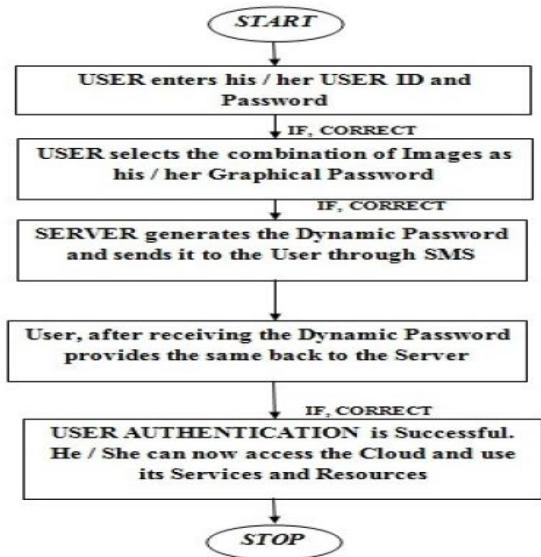 START
USER enters his / her USER ID and
Password
IF, CORRECT
USER selects the combination of Images as
his / her Graphical Password
IF, CORRECT
SERVER generates the Dynamic Password
and sends it to the User through SMS
User, after receiving the Dynamic Password
provides the same back to the Server
IF, CORRECT
USER AUTHENTICATION is Successful.
He / She can now access the Cloud and use
its Services and Resources
STOP